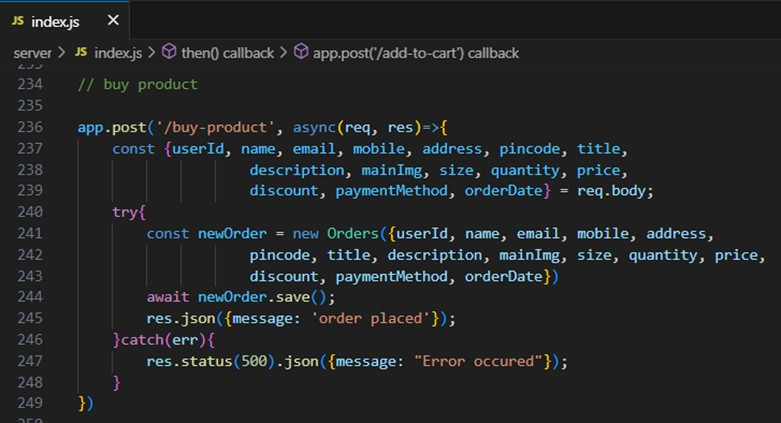 JS index.js ×
server > JS index.js > then() callback > app.post('/add-to-cart') callback
233
234 // buy product
235
236 app.post('/buy-product', async(req, res)=>{
237 const {userId, name, email, mobile, address, pincode, title,
238 description, mainImg, size, quantity, price,
239 discount, paymentMethod, orderDate} = req.body;
240 try{
241 const newOrder = new Orders({userId, name, email, mobile, address,
242 pincode, title, description, mainImg, size, quantity, price,
243 discount, paymentMethod, orderDate})
244 await newOrder.save();
245 res.json({message: 'order placed'});
246 }catch(err){
247 res.status(500).json({message: "Error occured"});
248 }
249 })